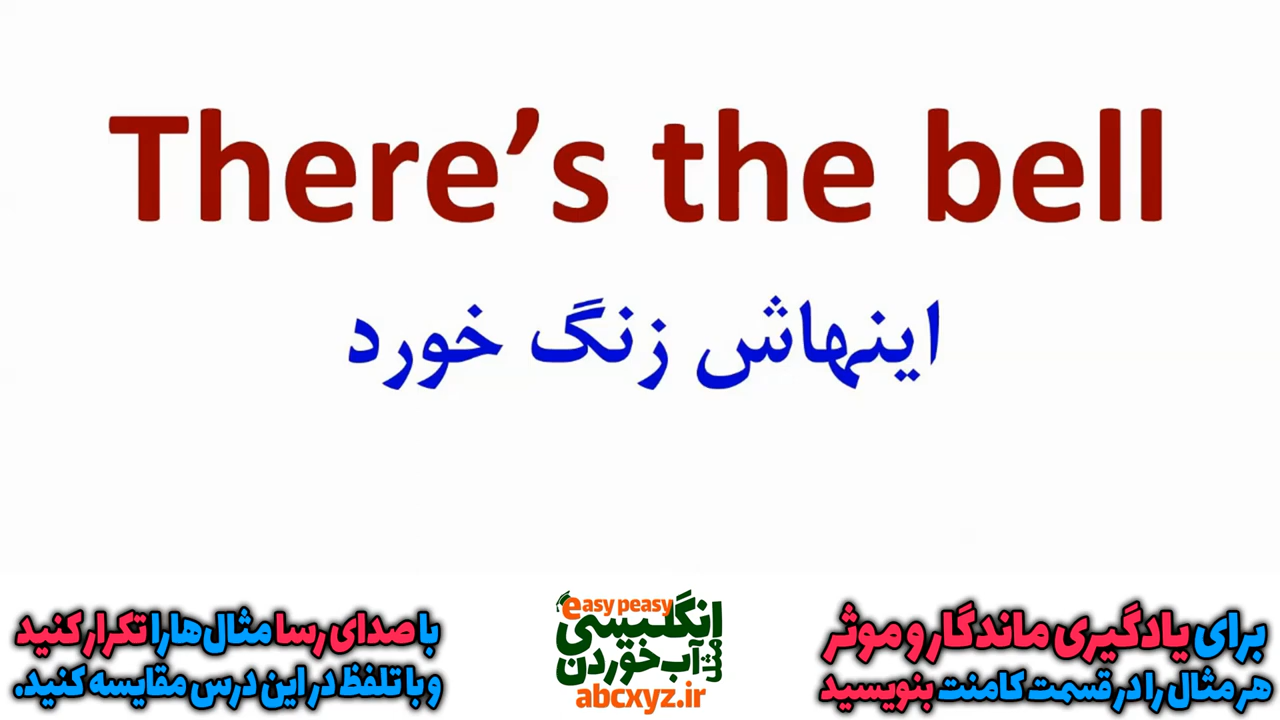 There's the bell
اینهاش زنگ خورد
برای یادگیری ماندگار و موثر
هر مثال را در قسمت کامنت بنویسید
easy peasy
انگلیسی
مثل
آب خوردن
abcxyz.ir
با صدای رسا مثال‌ها را تکرار کنید
و با تلفظ در این درس مقایسه کنید.